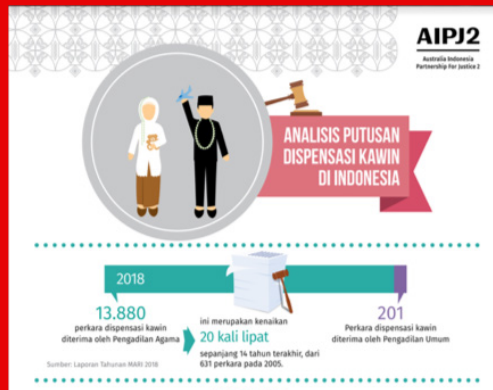 AIPJ2
Australia Indonesia
Partnership For Justice 2
ANALISIS PUTUSAN
DISPENSASI KAWIN
DI INDONESIA
2018
13.880
perkara dispensasi kawin
diterima oleh Pengadilan Agama
ini merupakan kenaikan
20 kali lipat
sepanjang 14 tahun terakhir, dari
631 perkara pada 2005.
201
Perkara dispensasi kawin
diterima oleh Pengadilan Umum
Sumber: Laporan Tahunan MARI 2018